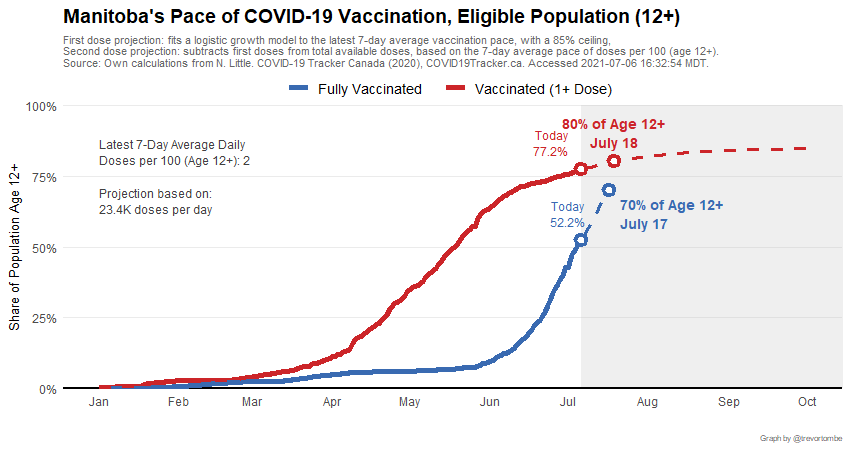 Manitoba's Pace of COVID-19 Vaccination, Eligible Population (12+)
First dose projection: fits a logistic growth model to the latest 7-day average vaccination pace, with a 85% ceiling,
Second dose projection: subtracts first doses from total available doses, based on the 7-day average pace of doses per 100 (age 12+).
Source: Own calculations from N. Little. COVID-19 Tracker Canada (2020), COVID19Tracker.ca. Accessed 2021-07-06 16:32:54 MDT.
Fully Vaccinated
Vaccinated (1+ Dose)
100%
75%
50%
25%
0%
Share of Population, Age 12+
Latest 7-Day Average Daily
Doses per 100 (Age 12+): 2
Projection based on:
23.4K doses per day
Today
77.2%
80% of Age 12+
July 18
Today
52.2%
70% of Age 12+
July 17
Jan
Feb
Mar
Apr
May
Jun
Jul
Aug
Sep
Oct
Graph by @trevortombe